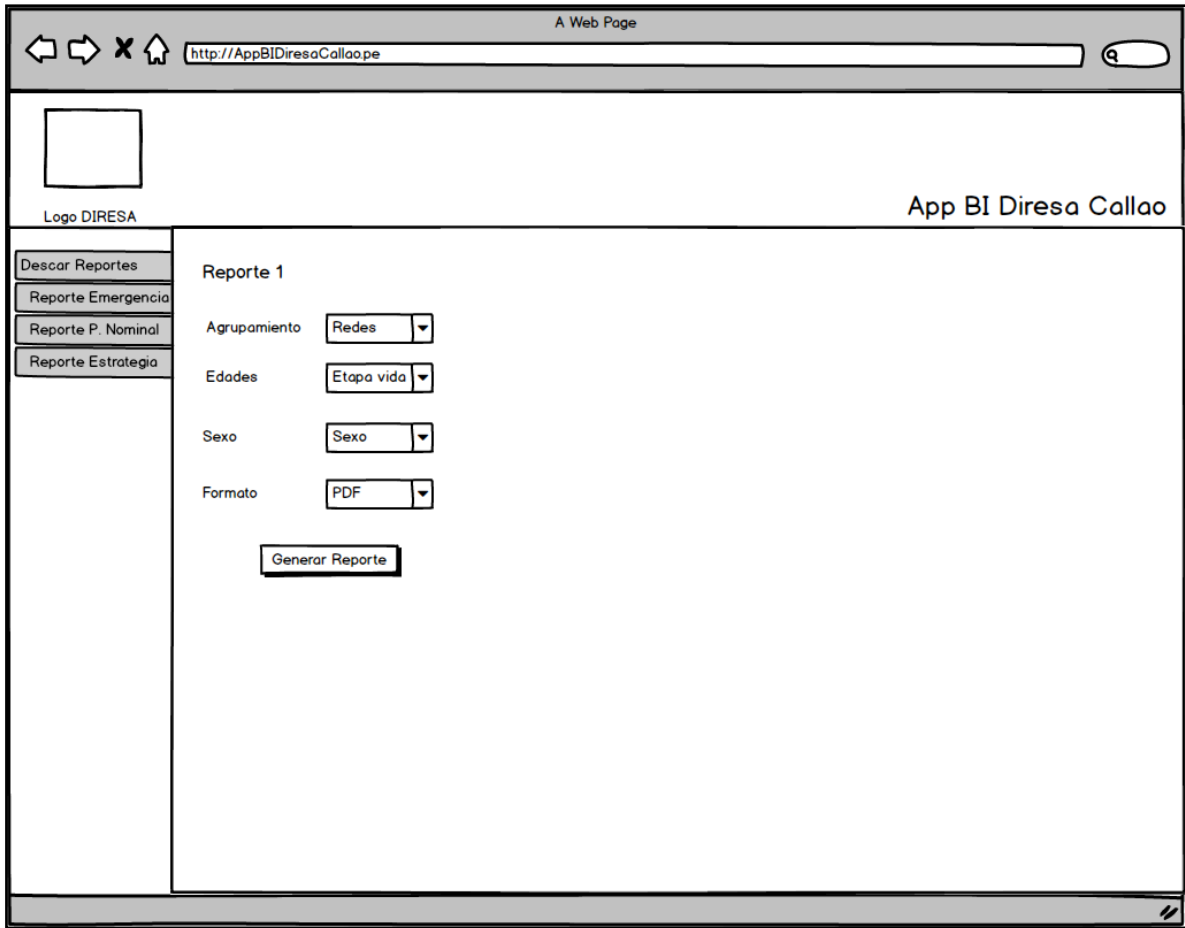 A Web Page
http://AppBIDiresaCallao.pe
Logo DIRESA
App BI Diresa Callao
Descar Reportes
Reporte Emergencia
Reporte P. Nominal
Reporte Estrategia
Reporte 1
Agrupamiento
Redes
Edades
Etapa vida
Sexo
Sexo
Formato
PDF
Generar Reporte